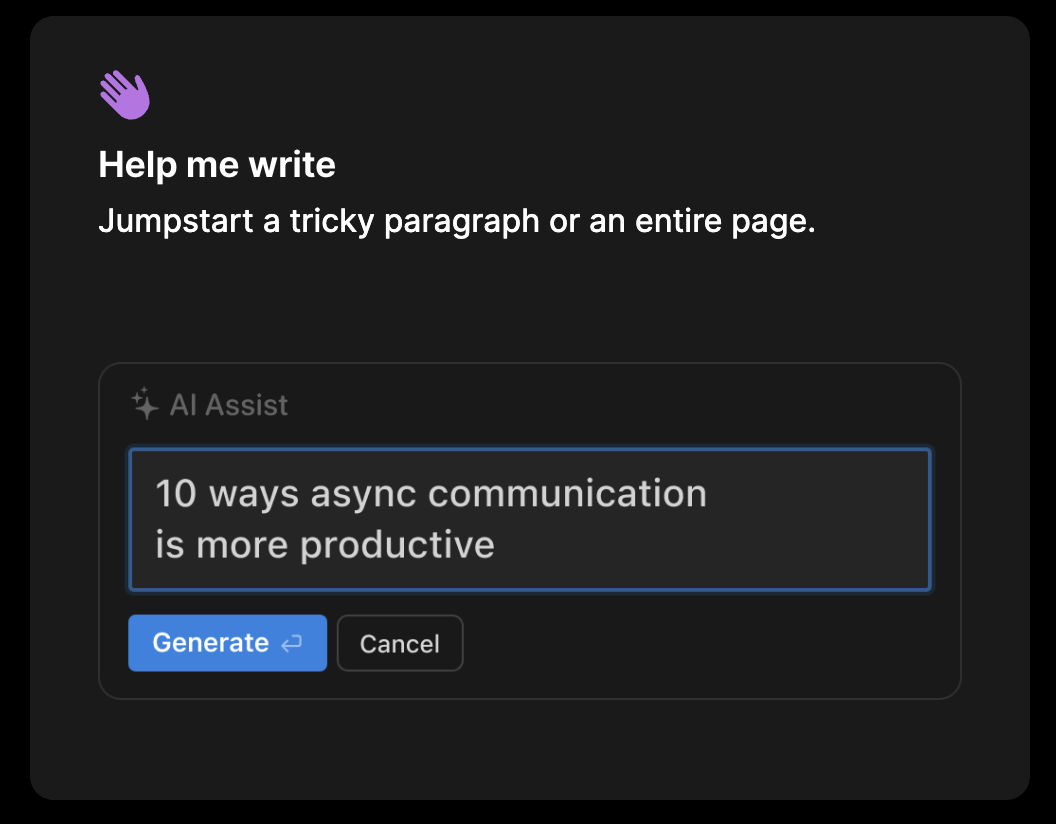 Help me write
Jumpstart a tricky paragraph or an entire page.
AI Assist
10 ways async communication
is more productive
Generate
Cancel